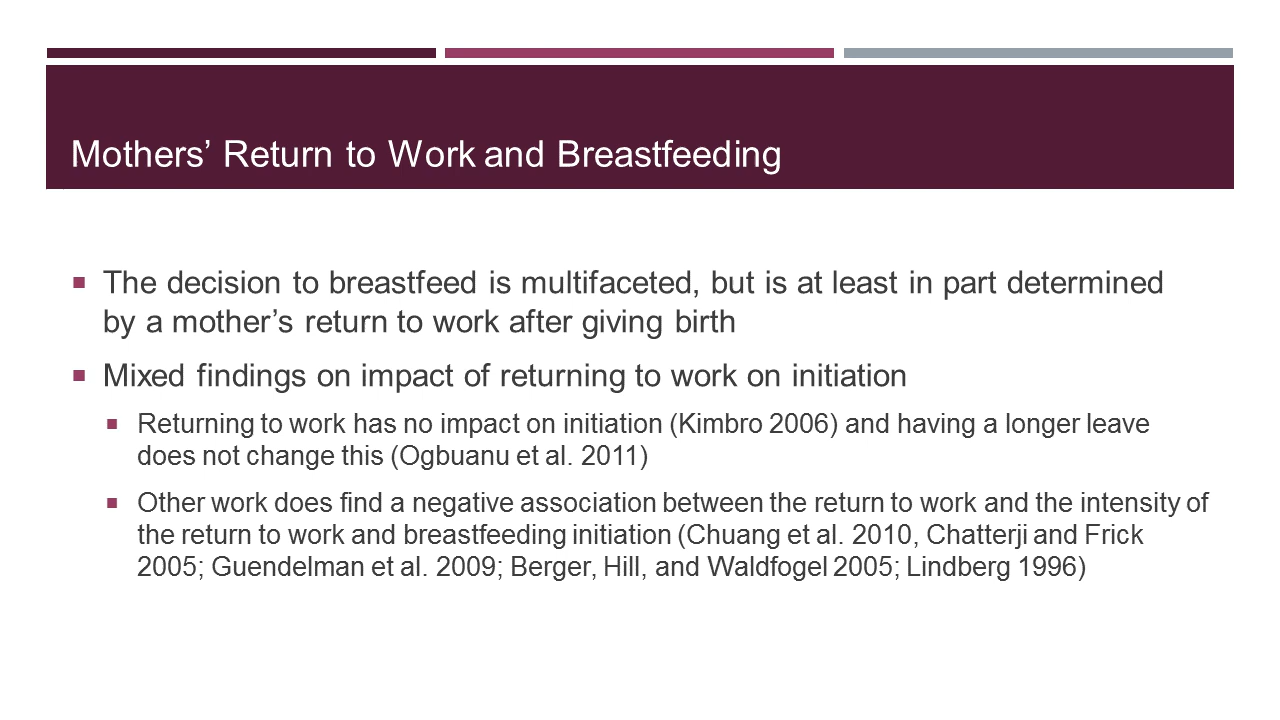 Mothers’ Return to Work and Breastfeeding
The decision to breastfeed is multifaceted, but is at least in part determined
by a mother’s return to work after giving birth
Mixed findings on impact of returning to work on initiation
Returning to work has no impact on initiation (Kimbro 2006) and having a longer leave
does not change this (Ogbuanu et al. 2011)
Other work does find a negative association between the return to work and the intensity of
the return to work and breastfeeding initiation (Chuang et al. 2010, Chatterji and Frick
2005; Guendelman et al. 2009; Berger, Hill, and Waldfogel 2005; Lindberg 1996)